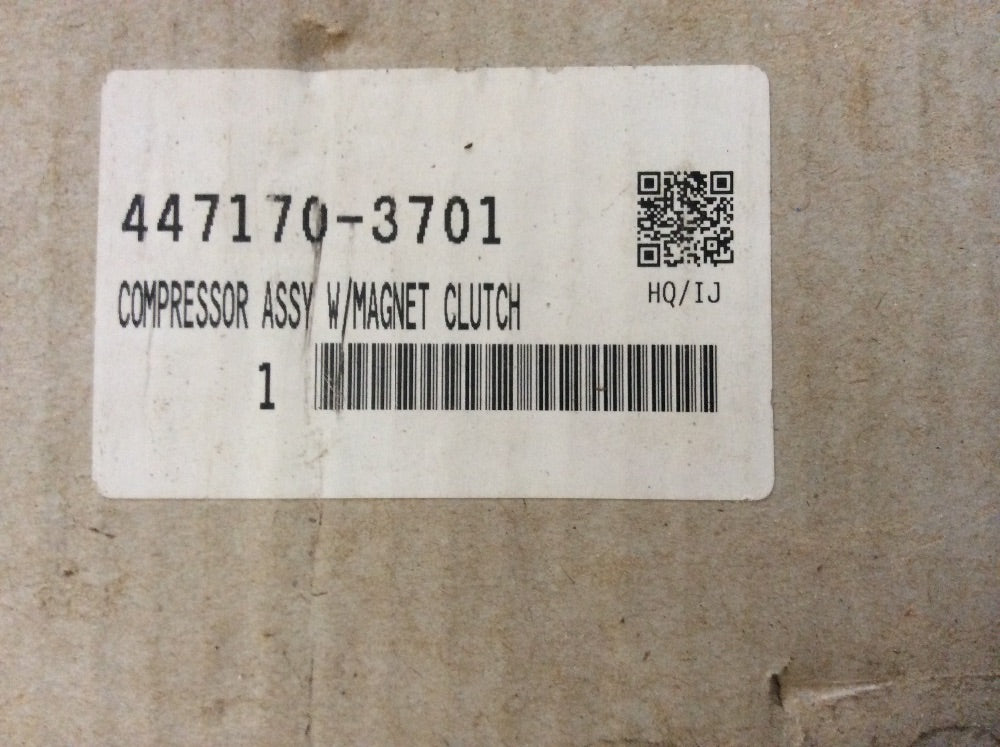 447170-3701
HQ/IJ
COMPRESSOR ASSY W/MAGNET CLUTCH
1